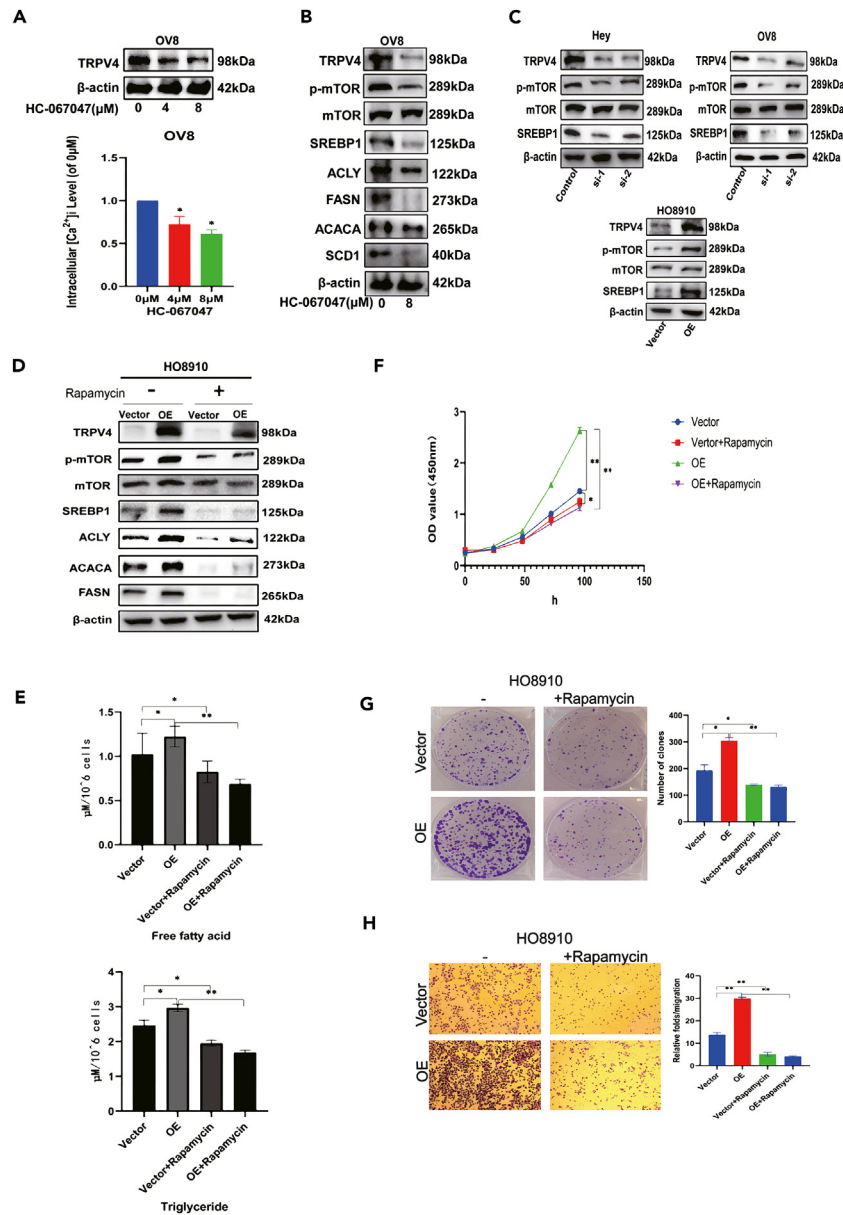 A
OV8
TRPV4
98kDa
β-actin
42kDa
HC-067047(μM) 0 4 8
OV8
Intracellular [Ca²⁺]i Level (of 0μM)
1.5
1.0
0.5
0.0
* *
0μM 4μM 8μM
HC-067047
B
OV8
TRPV4 98kDa
p-mTOR 289kDa
mTOR 289kDa
SREBP1 125kDa
ACLY 122kDa
FASN 273kDa
ACACA 265kDa
SCD1 40kDa
β-actin 42kDa
HC-067047(μM) 0 8
C
Hey
TRPV4 98kDa
p-mTOR 289kDa
mTOR 289kDa
SREBP1 125kDa
β-actin 42kDa
Control si-1 si-2
OV8
TRPV4 98kDa
p-mTOR 289kDa
mTOR 289kDa
SREBP1 125kDa
β-actin 42kDa
Control si-1 si-2
HO8910
TRPV4 98kDa
p-mTOR 289kDa
mTOR 289kDa
SREBP1 125kDa
β-actin 42kDa
Vector OE
D
HO8910
Rapamycin - +
Vector OE Vector OE
TRPV4 98kDa
p-mTOR 289kDa
mTOR 289kDa
SREBP1 125kDa
ACLY 122kDa
ACACA 273kDa
FASN 265kDa
β-actin 42kDa
F
OD value (450nm)
3
2
1
0
0 50 100 150
h
** **
*
Vector
Vertor+Rapamycin
OE
OE+Rapamycin
E
μM/10^6 cells
1.5
1.0
0.5
0.0
*
* **
Vector OE Vector+Rapamycin OE+Rapamycin
Free fatty acid
μM/10^6 cells
4
3
2
1
0
*
* **
Vector OE Vector+Rapamycin OE+Rapamycin
Triglyceride
G
HO8910
- +Rapamycin
Vector
OE
Number of clones
400
300
200
100
0
*
* **
Vector OE Vector+Rapamycin OE+Rapamycin
H
HO8910
- +Rapamycin
Vector
OE
Relative folds/migration
40
30
20
10
0
**
** **
Vector OE Vector+Rapamycin OE+Rapamycin